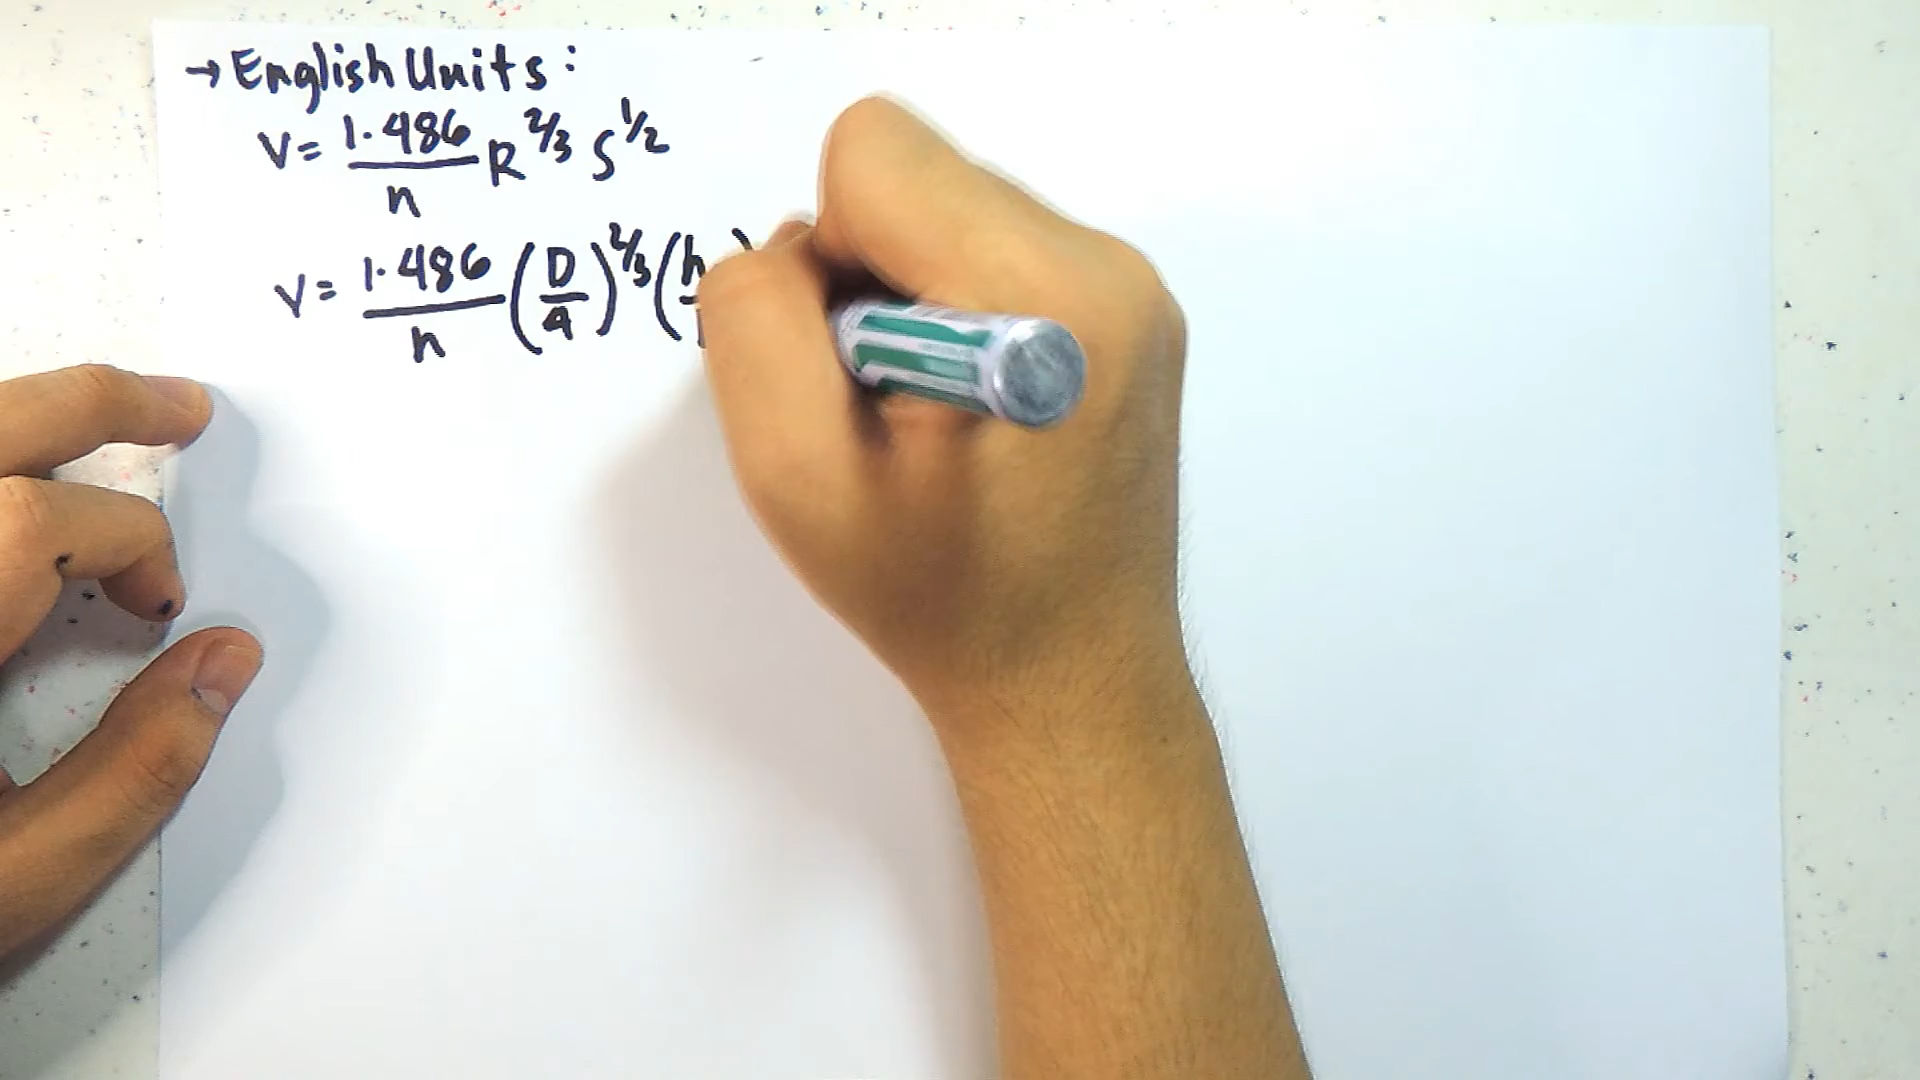 → English Units:
V = 1.486/n R^2/3 S^1/2
V = 1.486/n (D/4)^2/3 (h